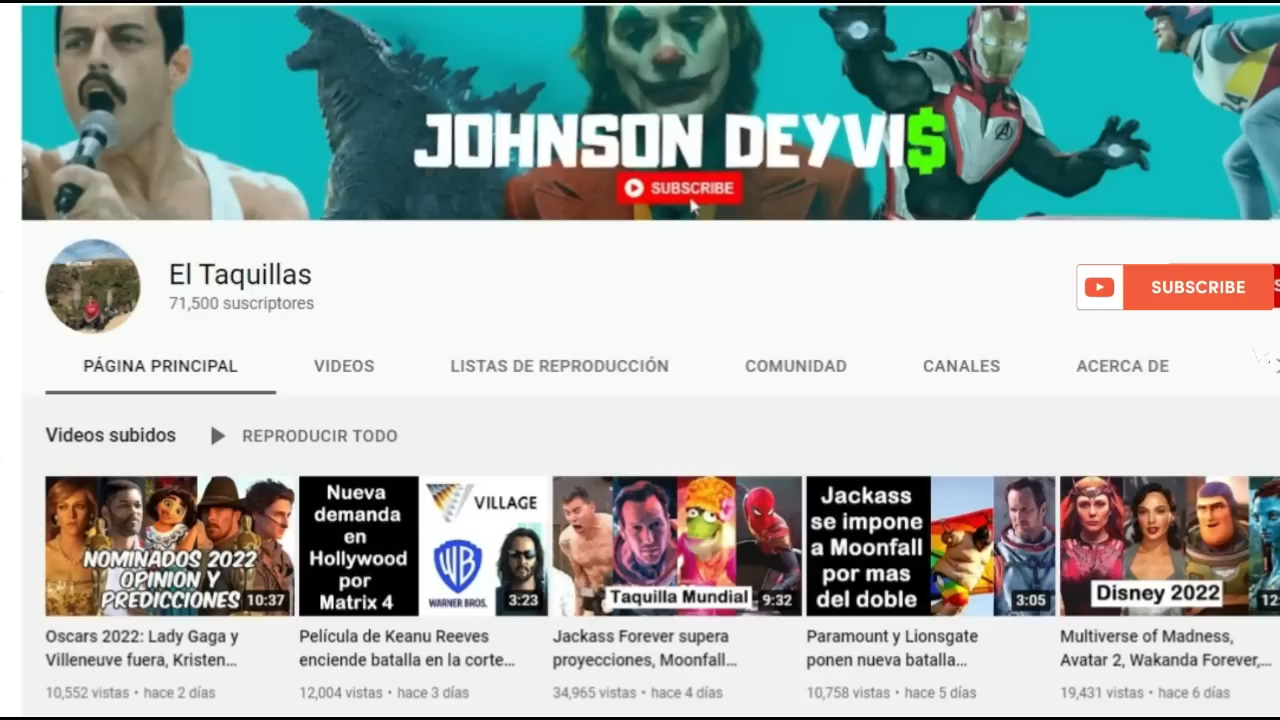 JOHNSON DEYVI$
SUBSCRIBE
El Taquillas
71,500 suscriptores
SUBSCRIBE
PÁGINA PRINCIPAL
VIDEOS
LISTAS DE REPRODUCCIÓN
COMUNIDAD
CANALES
ACERCA DE
Videos subidos
REPRODUCIR TODO
NOMINADOS 2022
OPINION Y
PREDICCIONES
10:37
Nueva
demanda
en
Hollywood
por
Matrix 4
VILLAGE
WB
WARNER BROS.
3:23
Taquilla Mundial
9:32
Jackass
se impone
a Moonfall
por mas
del doble
3:05
Disney 2022
12:
Oscars 2022: Lady Gaga y
Villeneuve fuera, Kristen...
10,552 vistas • hace 2 días
Película de Keanu Reeves
enciende batalla en la corte...
12,004 vistas • hace 3 días
Jackass Forever supera
proyecciones, Moonfall...
34,965 vistas • hace 4 días
Paramount y Lionsgate
ponen nueva batalla...
10,758 vistas • hace 5 días
Multiverse of Madness,
Avatar 2, Wakanda Forever,...
19,431 vistas • hace 6 días